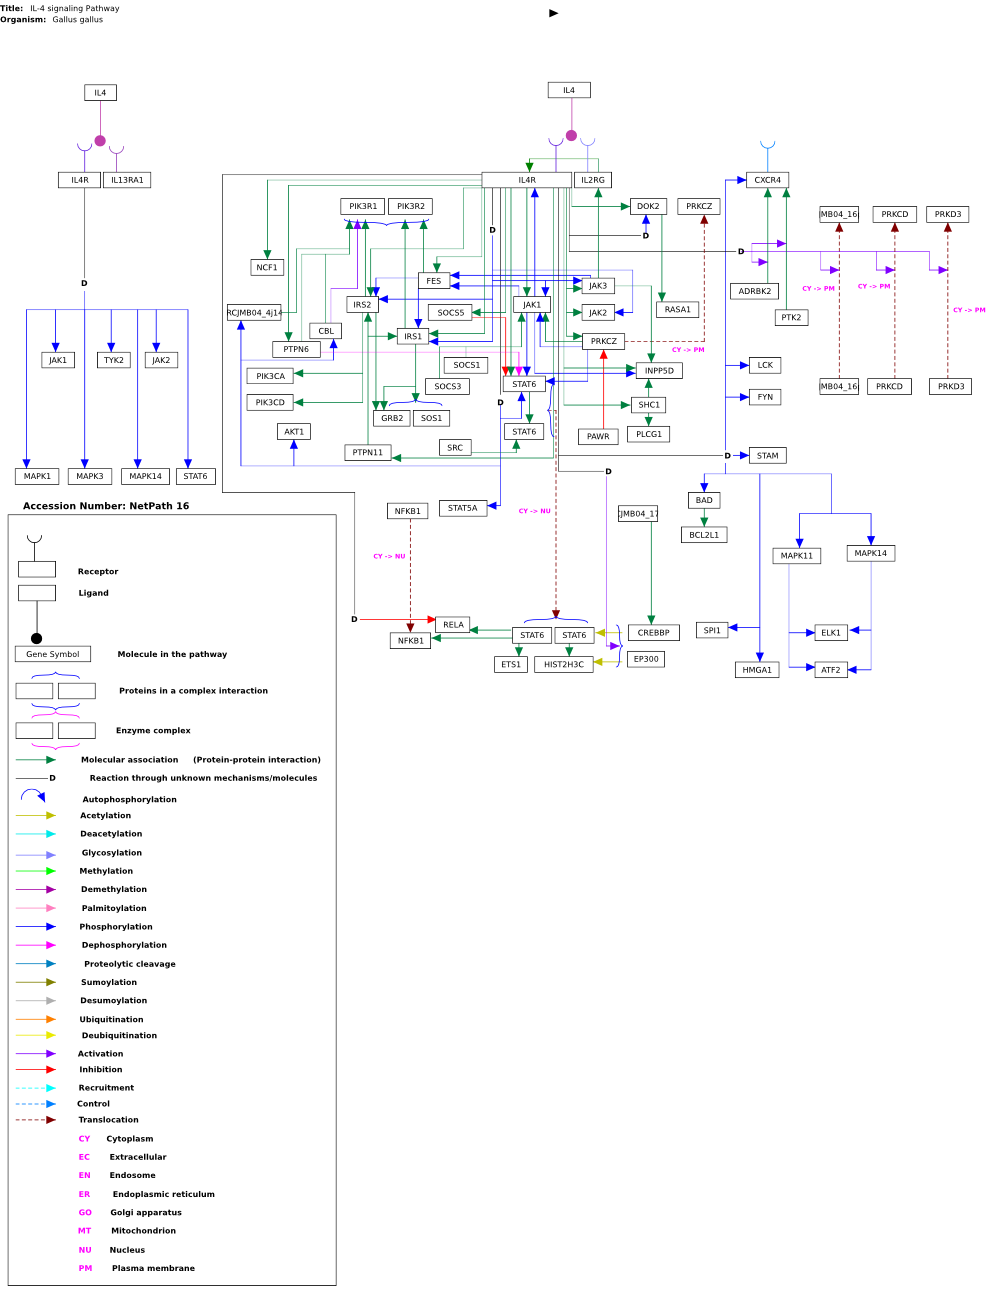 Title: IL-4 signaling Pathway
Organism: Gallus gallus
IL4
IL4
IL4R
IL13RA1
IL4R
IL2RG
CXCR4
PIK3R1
PIK3R2
DOK2
PRKCZ
MB04_16
PRKCD
PRKD3
D
D
D
NCF1
FES
JAK3
ADRBK2
CY -> PM
CY -> PM
D
IRS2
JAK1
RCJMB04_4j14
SOCS5
JAK2
RASA1
CY -> PM
PTK2
CBL
IRS1
PTPN6
PRKCZ
CY -> PM
JAK1
TYK2
JAK2
SOCS1
LCK
PIK3CA
STAT6
INPP5D
SOCS3
MB04_16
PRKCD
PRKD3
PIK3CD
D
SHC1
FYN
GRB2
SOS1
AKT1
STAT6
PAWR
PLCG1
PTPN11
SRC
D
STAM
MAPK1
MAPK3
MAPK14
STAT6
D
BAD
Accession Number: NetPath 16
NFKB1
STAT5A
CY -> NU
JMB04_17
BCL2L1
CY -> NU
MAPK11
MAPK14
Receptor
Ligand
D
RELA
NFKB1
STAT6
STAT6
CREBBP
SPI1
ELK1
Gene Symbol
Molecule in the pathway
ETS1
HIST2H3C
EP300
HMGA1
ATF2
Proteins in a complex interaction
Enzyme complex
Molecular association (Protein-protein interaction)
D Reaction through unknown mechanisms/molecules
Autophosphorylation
Acetylation
Deacetylation
Glycosylation
Methylation
Demethylation
Palmitoylation
Phosphorylation
Dephosphorylation
Proteolytic cleavage
Sumoylation
Desumoylation
Ubiquitination
Deubiquitination
Activation
Inhibition
Recruitment
Control
Translocation
CY Cytoplasm
EC Extracellular
EN Endosome
ER Endoplasmic reticulum
GO Golgi apparatus
MT Mitochondrion
NU Nucleus
PM Plasma membrane